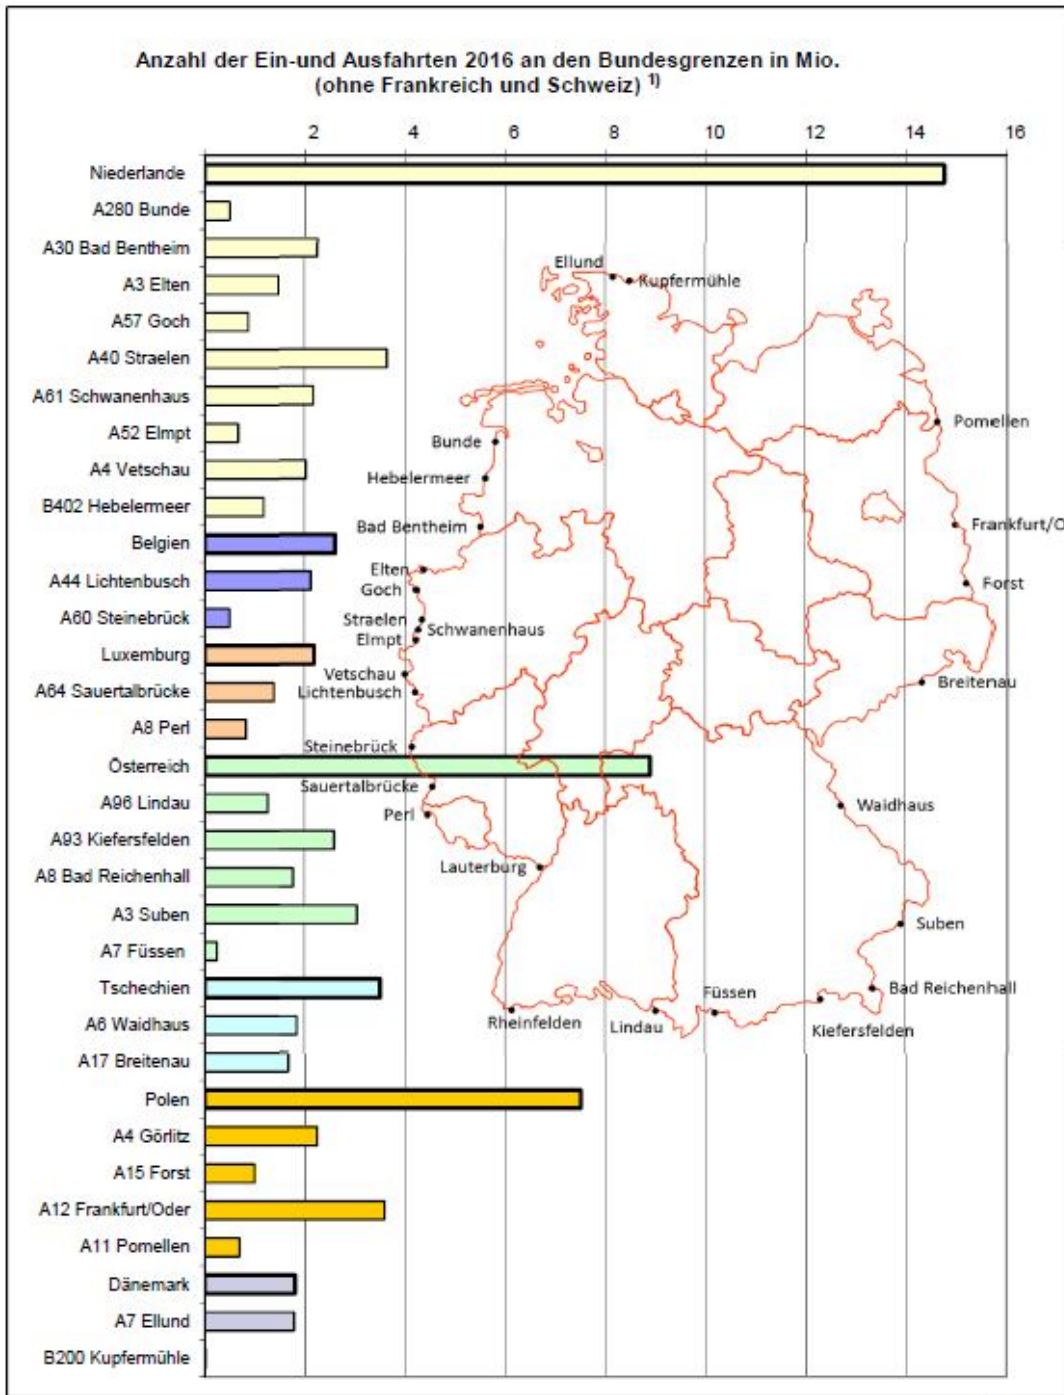 Anzahl der Ein-und Ausfahrten 2016 an den Bundesgrenzen in Mio.
(ohne Frankreich und Schweiz) 1)
2 4 6 8 10 12 14 16
Niederlande
A280 Bunde
A30 Bad Bentheim
A3 Elten
A57 Goch
A40 Straelen
A61 Schwanenhaus
A52 Elmpt
A4 Vetschau
B402 Hebelermeer
Belgien
A44 Lichtenbusch
A60 Steinebrück
Luxemburg
A64 Sauertalbrücke
A8 Perl
Österreich
A96 Lindau
A93 Kiefersfelden
A8 Bad Reichenhall
A3 Suben
A7 Füssen
Tschechien
A6 Waidhaus
A17 Breitenau
Polen
A4 Görlitz
A15 Forst
A12 Frankfurt/Oder
A11 Pomellen
Dänemark
A7 Ellund
B200 Kupfermühle
Ellund
Kupfermühle
Pomellen
Bunde
Hebelermeer
Bad Bentheim
Frankfurt/O
Elten
Goch
Forst
Straelen
Schwanenhaus
Elmpt
Vetschau
Lichtenbusch
Breitenau
Steinebrück
Sauertalbrücke
Perl
Waidhaus
Lauterburg
Suben
Bad Reichenhall
Füssen
Rheinfelden
Lindau
Kiefersfelden